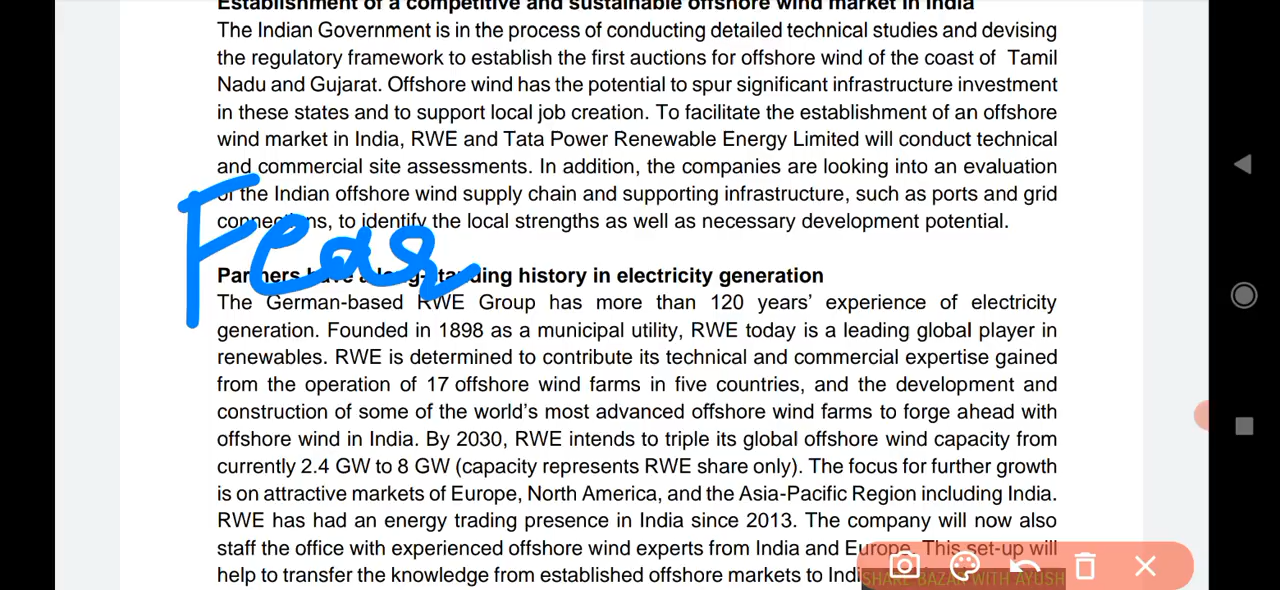 Establishment of a competitive and sustainable offshore wind market in India
The Indian Government is in the process of conducting detailed technical studies and devising
the regulatory framework to establish the first auctions for offshore wind of the coast of Tamil
Nadu and Gujarat. Offshore wind has the potential to spur significant infrastructure investment
in these states and to support local job creation. To facilitate the establishment of an offshore
wind market in India, RWE and Tata Power Renewable Energy Limited will conduct technical
and commercial site assessments. In addition, the companies are looking into an evaluation
of the Indian offshore wind supply chain and supporting infrastructure, such as ports and grid
connections, to identify the local strengths as well as necessary development potential.
Feas
Partners have a long-standing history in electricity generation
The German-based RWE Group has more than 120 years’ experience of electricity
generation. Founded in 1898 as a municipal utility, RWE today is a leading global player in
renewables. RWE is determined to contribute its technical and commercial expertise gained
from the operation of 17 offshore wind farms in five countries, and the development and
construction of some of the world’s most advanced offshore wind farms to forge ahead with
offshore wind in India. By 2030, RWE intends to triple its global offshore wind capacity from
currently 2.4 GW to 8 GW (capacity represents RWE share only). The focus for further growth
is on attractive markets of Europe, North America, and the Asia-Pacific Region including India.
RWE has had an energy trading presence in India since 2013. The company will now also
staff the office with experienced offshore wind experts from India and Europe. This set-up will
help to transfer the knowledge from established offshore markets to Indi
SHARE BAZAR WITH AYUSH